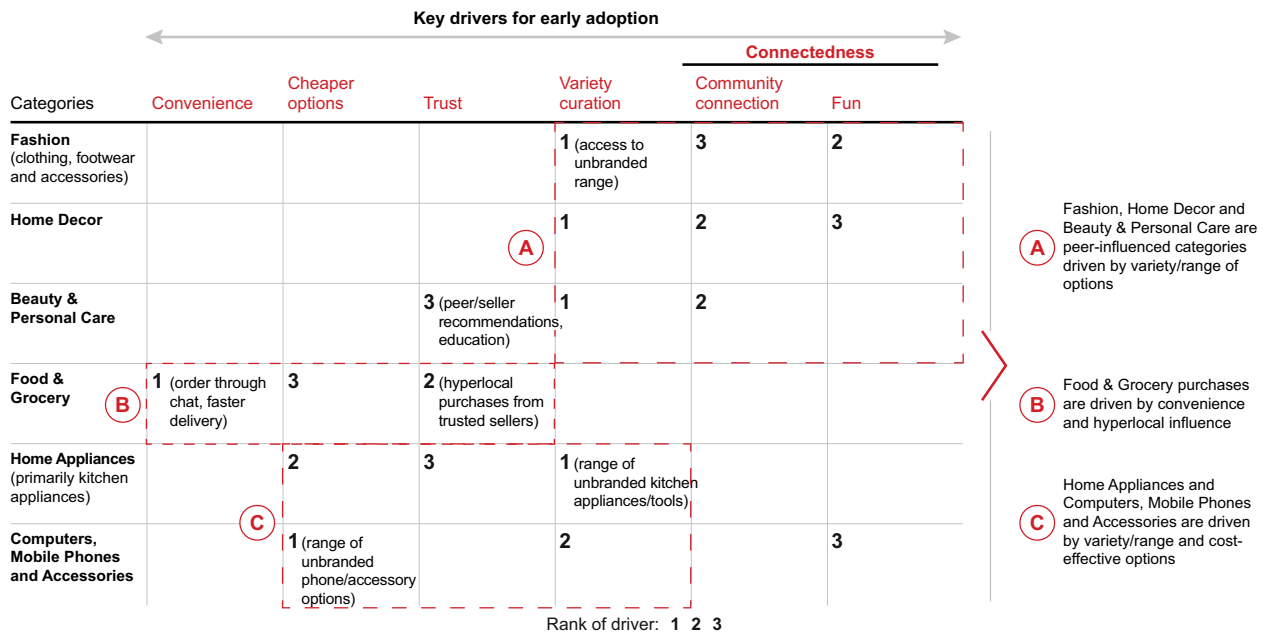 Key drivers for early adoption
Connectedness
Categories
Convenience
Cheaper
options
Trust
Variety
curation
Community
connection
Fun
Fashion
(clothing, footwear
and accessories)
1 (access to
unbranded
range)
3
2
Home Decor
1
2
3
A
Beauty &
Personal Care
3 (peer/seller
recommendations,
education)
1
2
Food &
Grocery
B
1 (order through
chat, faster
delivery)
3
2 (hyperlocal
purchases from
trusted sellers)
Home Appliances
(primarily kitchen
appliances)
2
3
1 (range of
unbranded kitchen
appliances/tools)
C
Computers,
Mobile Phones
and Accessories
1 (range of
unbranded
phone/accessory
options)
2
3
A
Fashion, Home Decor and
Beauty & Personal Care are
peer-influenced categories
driven by variety/range of
options
B
Food & Grocery purchases
are driven by convenience
and hyperlocal influence
C
Home Appliances and
Computers, Mobile Phones
and Accessories are driven
by variety/range and cost-
effective options
Rank of driver: 1 2 3